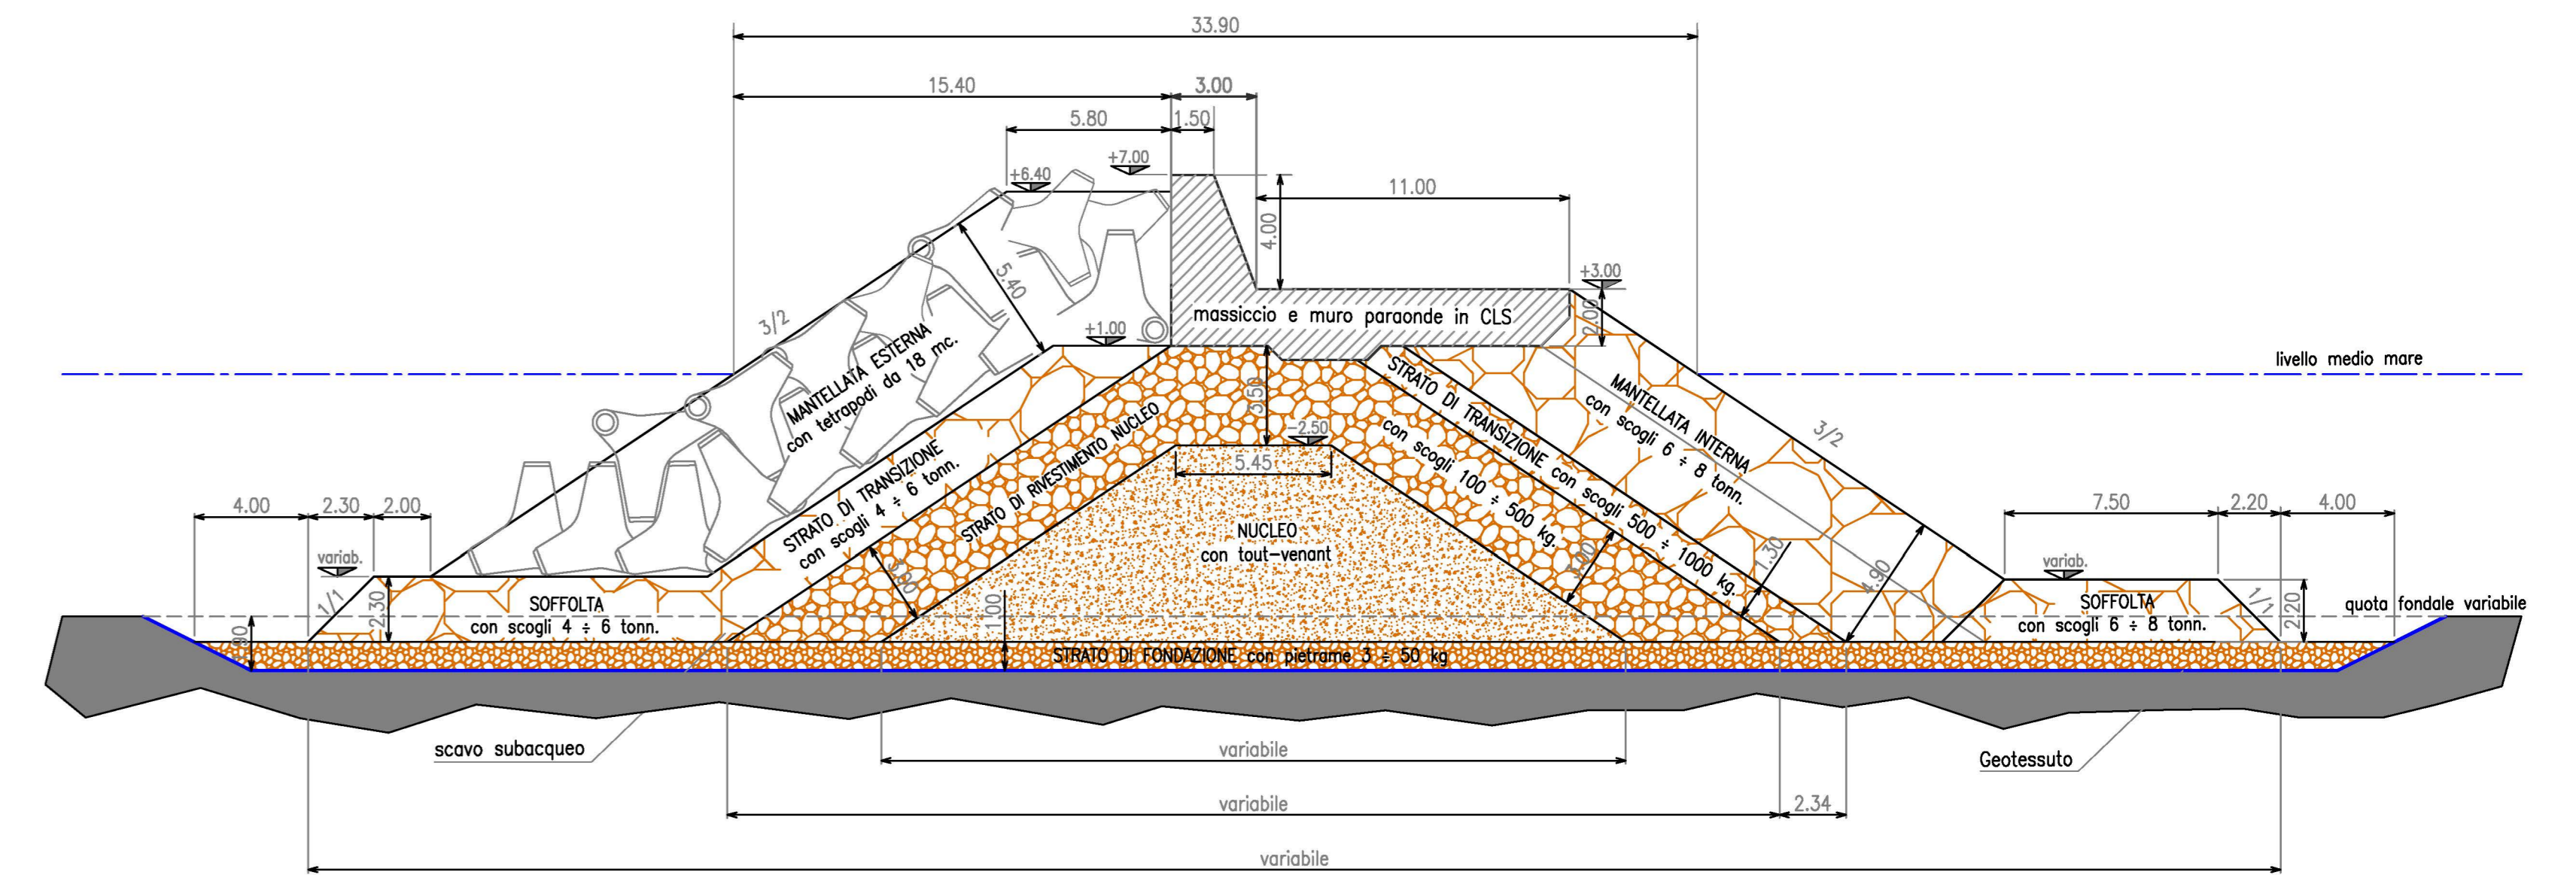 33.90
15.40
3.00
5.80
1.50
+7.00
+6.40
11.00
4.00
+3.00
2.00
5.40
3/2
massiccio e muro paraonde in CLS
+1.00
livello medio mare
MANTELLATA ESTERNA
con tetrapodi da 18 mc.
STRATO DI TRANSIZIONE
con scogli 4 ÷ 6 tonn.
STRATO DI RIVESTIMENTO NUCLEO
3.50
-2.50
5.45
con scogli 100 ÷ 500 kg.
STRATO DI TRANSIZIONE con scogli 500 ÷ 1000 kg.
MANTELLATA INTERNA
con scogli 6 ÷ 8 tonn.
3/2
4.00
2.30
2.00
7.50
2.20
4.00
NUCLEO
con tout-venant
variab.
1/1
2.30
SOFFOLTA
con scogli 4 ÷ 6 tonn.
3.00
1.00
3.00
1.30
4.90
variab.
SOFFOLTA
con scogli 6 ÷ 8 tonn.
1/1
2.20
quota fondale variabile
STRATO DI FONDAZIONE con pietrame 3 ÷ 50 kg
scavo subacqueo
variabile
Geotessuto
variabile
2.34
variabile